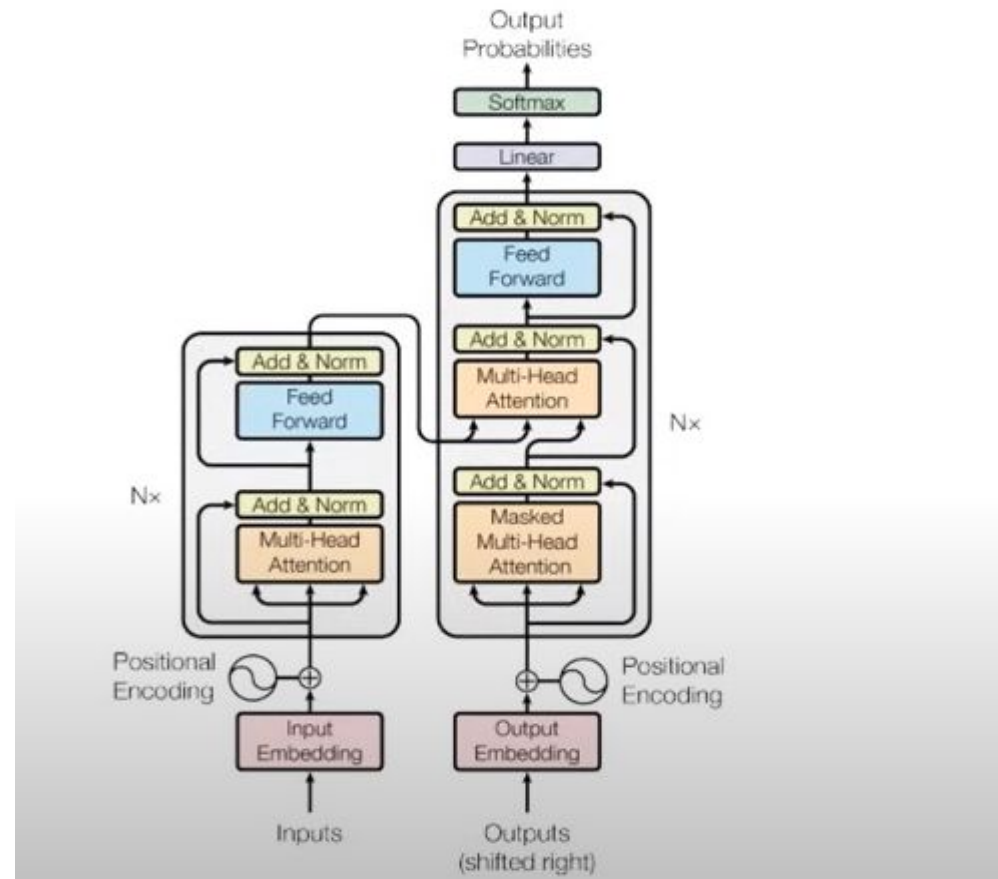 Output
Probabilities
Softmax
Linear
Add & Norm
Feed
Forward
Add & Norm
Multi-Head
Attention
Nx
Add & Norm
Masked
Multi-Head
Attention
Positional
Encoding
Output
Embedding
Outputs
(shifted right)
Add & Norm
Feed
Forward
Nx
Add & Norm
Multi-Head
Attention
Positional
Encoding
Input
Embedding
Inputs